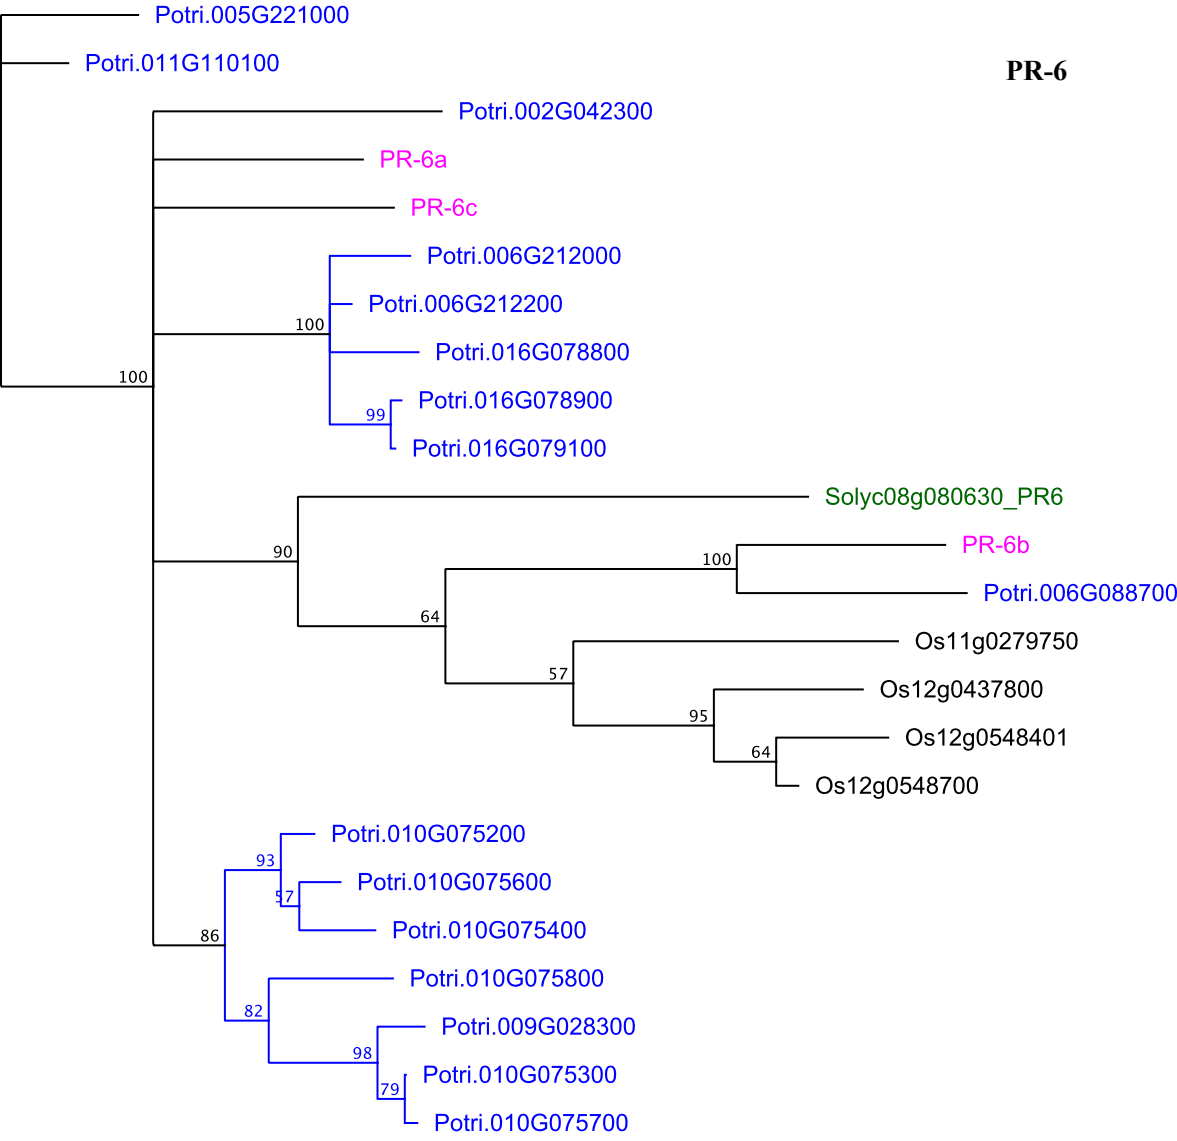 Potri.005G221000
Potri.011G110100
PR-6
Potri.002G042300
PR-6a
PR-6c
Potri.006G212000
Potri.006G212200
100
Potri.016G078800
100
Potri.016G078900
99
Potri.016G079100
Solyc08g080630_PR6
PR-6b
90
100
Potri.006G088700
64
Os11g0279750
57
Os12g0437800
95
Os12g0548401
64
Os12g0548700
Potri.010G075200
93
Potri.010G075600
57
Potri.010G075400
86
Potri.010G075800
82
Potri.009G028300
98
Potri.010G075300
79
Potri.010G075700